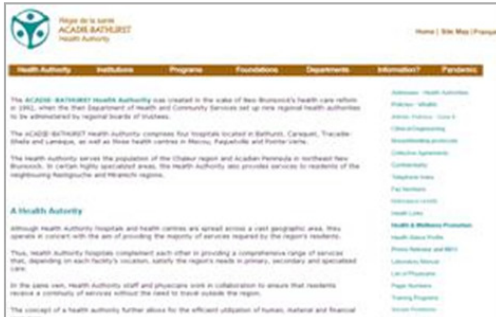 Régie de la santé
ACADIE-BATHURST
Health Authority
Home | Site Map | França
Health Authority Institutions Programs Foundations Departments Information? Pandemic
The ACADIE-BATHURST Health Authority was created in the wake of New Brunswick's health care reform
in 1992, when the then Department of Health and Community Services set up nine regional health authorities
to be administered by regional boards of trustees.
The ACADIE-BATHURST Health Authority comprises four hospitals located in Bathurst, Caraquet, Tracadie-
Sheila and Lamèque, as well as three health centres in Miscou, Paquetville and Pointe-Verte.
The Health Authority serves the population of the Chaleur region and Acadian Peninsula in northeast New
Brunswick. In certain highly specialized areas, the Health Authority also provides services to residents of the
neighbouring Restigouche and Miramichi regions.
A Health Autority
Although Health Authority hospitals and health centres are spread across a vast geographic area, they
operate in concert with the aim of providing the majority of services required by the region's residents.
Thus, Health Authority hospitals complement each other in providing a comprehensive range of services
that, depending on each facility's vocation, satisfy the region's needs in primary, secondary and specialized
care.
In the same vein, Health Authority staff and physicians work in collaboration to ensure that residents
receive a continuity of services without the need to travel outside the region.
The concept of a health authority further allows for the efficient utilization of human, material and financial
Addresses - Health Authorities
Policies -
Clinical Engineering
Breastfeeding protocols
Collective Agreements
Confidentiality
Telephone lines
Fax Numbers
Health Links
Health & Wellness Promotion
Health Status Profile
Laboratory Manual
List of Physicians
Pager Numbers
Training Programs